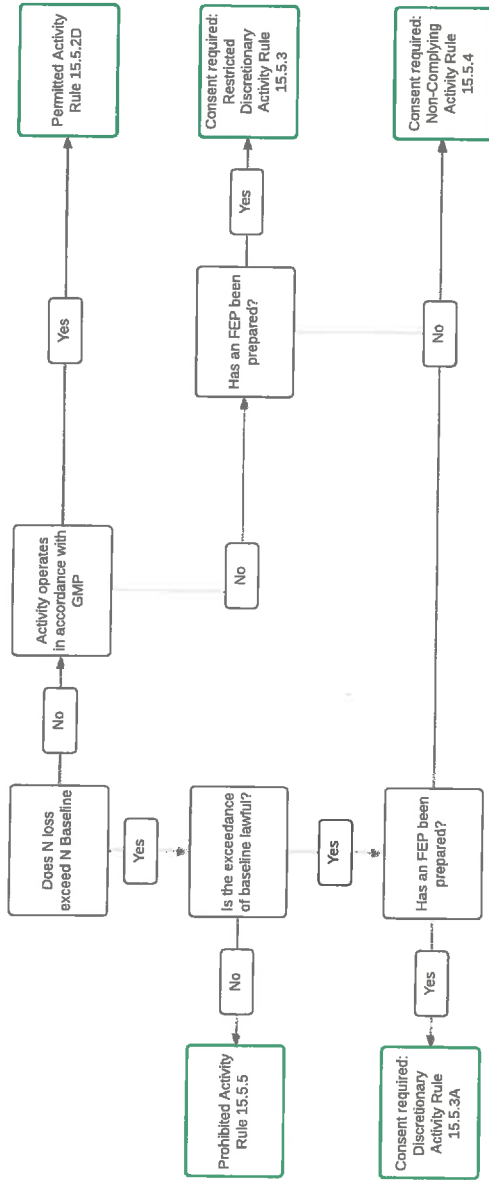 Does N loss
exceed N Baseline
No
Activity operates
in accordance with
GMP
Yes
Permitted Activity
Rule 15.5.2D
No
Has an FEP been
prepared?
Yes
Consent required:
Restricted
Discretionary
Activity Rule
15.5.3
Yes
Is the exceedance
of baseline lawful?
No
Prohibited Activity
Rule 15.5.5
Yes
Has an FEP been
prepared?
No
Consent required:
Non-Complying
Activity Rule
15.5.4
Yes
Consent required:
Discretionary
Activity Rule
15.5.3A